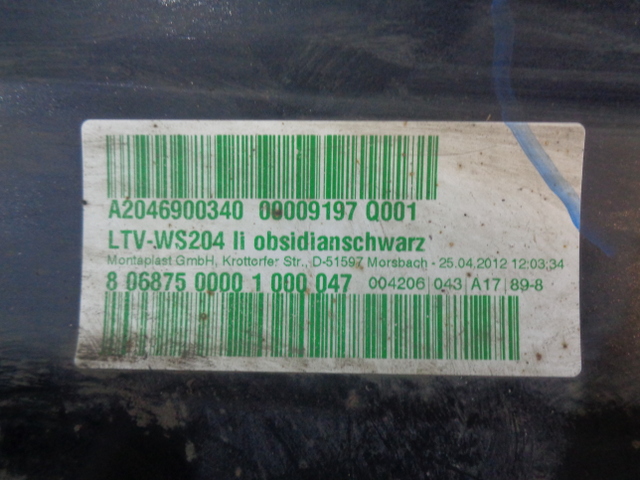 A2046900340 00009197 Q001
LTV-WS204 li obsidianschwarz
Montaplast GmbH, Krottorfer Str., D-51597 Morsbach - 25.04.2012 12:03:34
8 06875 0000 1 000 047 004206 043 A17 89-8